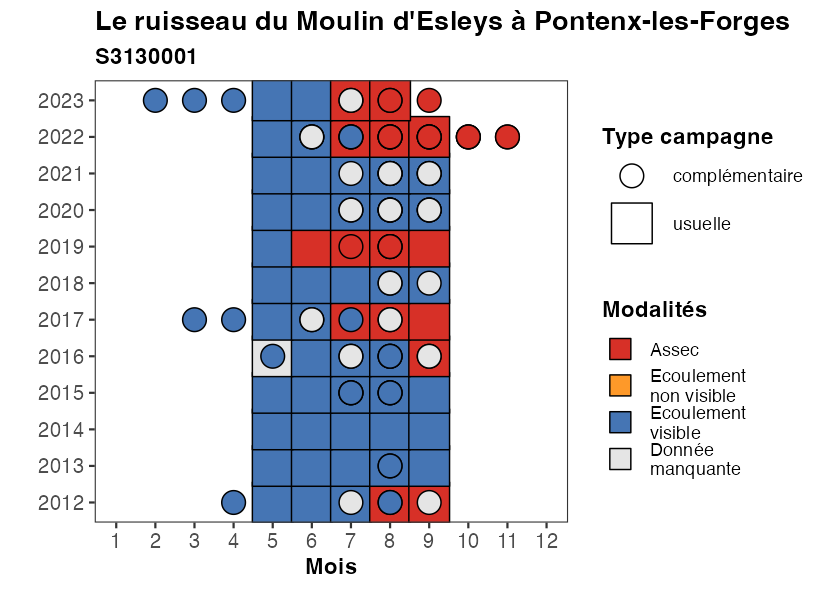 Le ruisseau du Moulin d'Esleys à Pontenx-les-Forges
S3130001
2023
2022
2021
2020
2019
2018
2017
2016
2015
2014
2013
2012
1 2 3 4 5 6 7 8 9 10 11 12
Mois
Type campagne
complémentaire
usuelle
Modalités
Assec
Ecoulement
non visible
Ecoulement
visible
Donnée
manquante